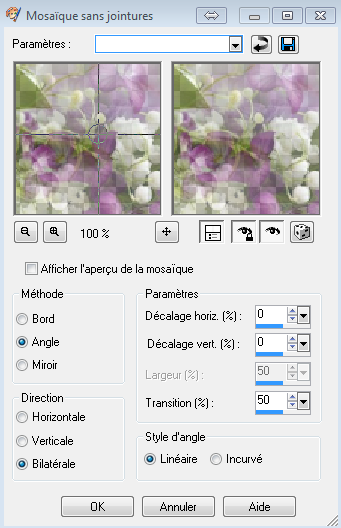 Mosaïque sans jointures
Paramètres :
100 %
Afficher l'aperçu de la mosaïque
Méthode
Bord
Angle
Miroir
Direction
Horizontale
Verticale
Bilatérale
Paramètres
Décalage horiz. (%) : 0
Décalage vert. (%) : 0
Largeur (%) : 50
Transition (%) : 50
Style d'angle
Linéaire Incurvé
OK Annuler Aide